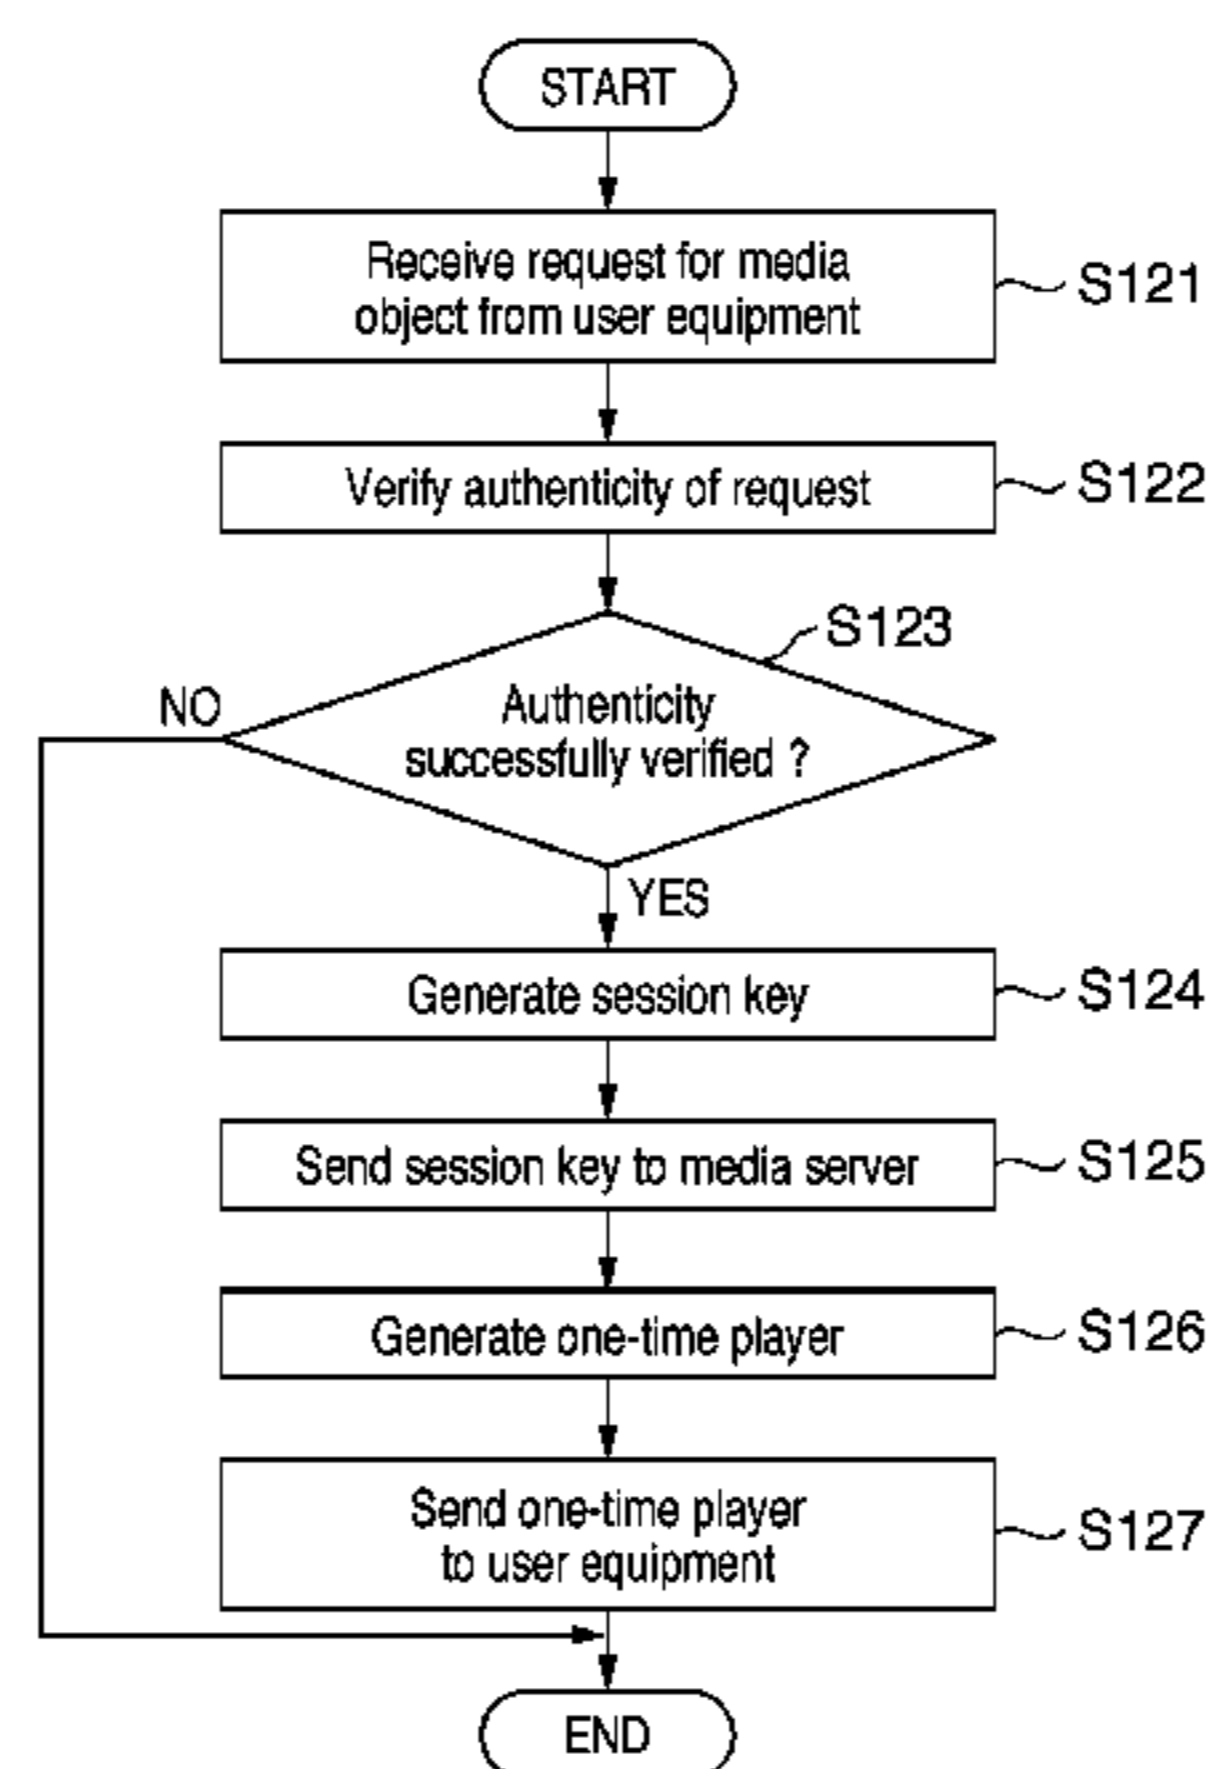 START
Receive request for media
object from user equipment
S121
Verify authenticity of request
S122
S123
NO
Authenticity
successfully verified ?
YES
Generate session key
S124
Send session key to media server
S125
Generate one-time player
S126
Send one-time player
to user equipment
S127
END